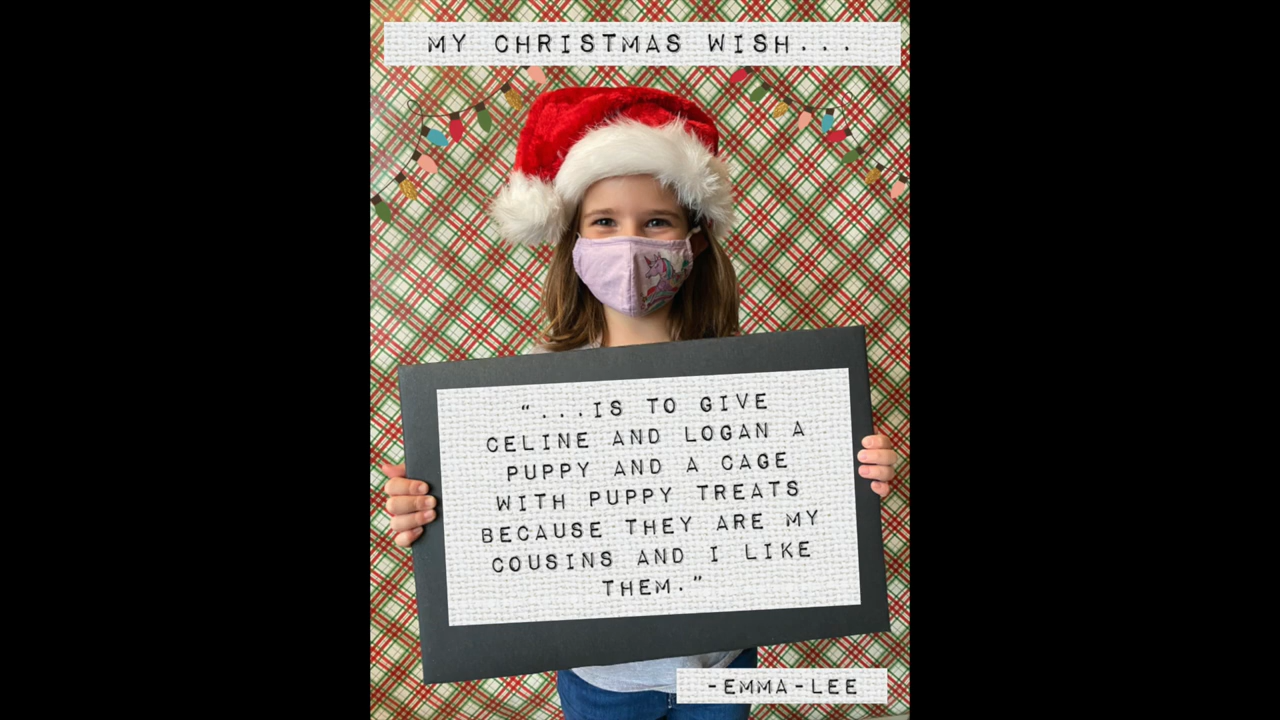 MY CHRISTMAS WISH...
"...IS TO GIVE
CELINE AND LOGAN A
PUPPY AND A CAGE
WITH PUPPY TREATS
BECAUSE THEY ARE MY
COUSINS AND I LIKE
THEM."
-EMMA-LEE